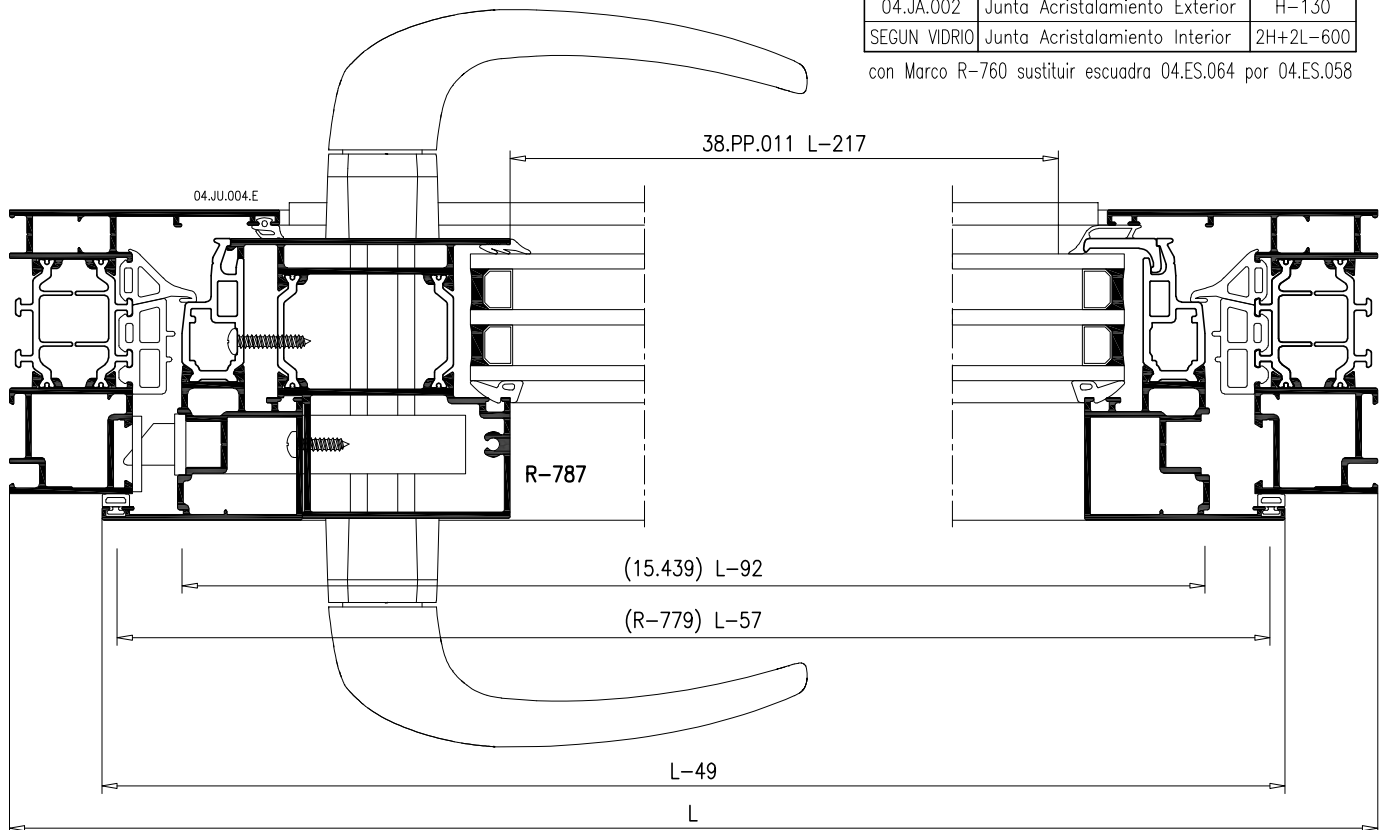 04.JA.002 Junta Acristalamiento Exterior H-130
SEGUN VIDRIO Junta Acristalamiento Interior 2H+2L-600
con Marco R-760 sustituir escuadra 04.ES.064 por 04.ES.058
38.PP.011 L-217
04.JU.004.E
R-787
(15.439) L-92
(R-779) L-57
L-49
L